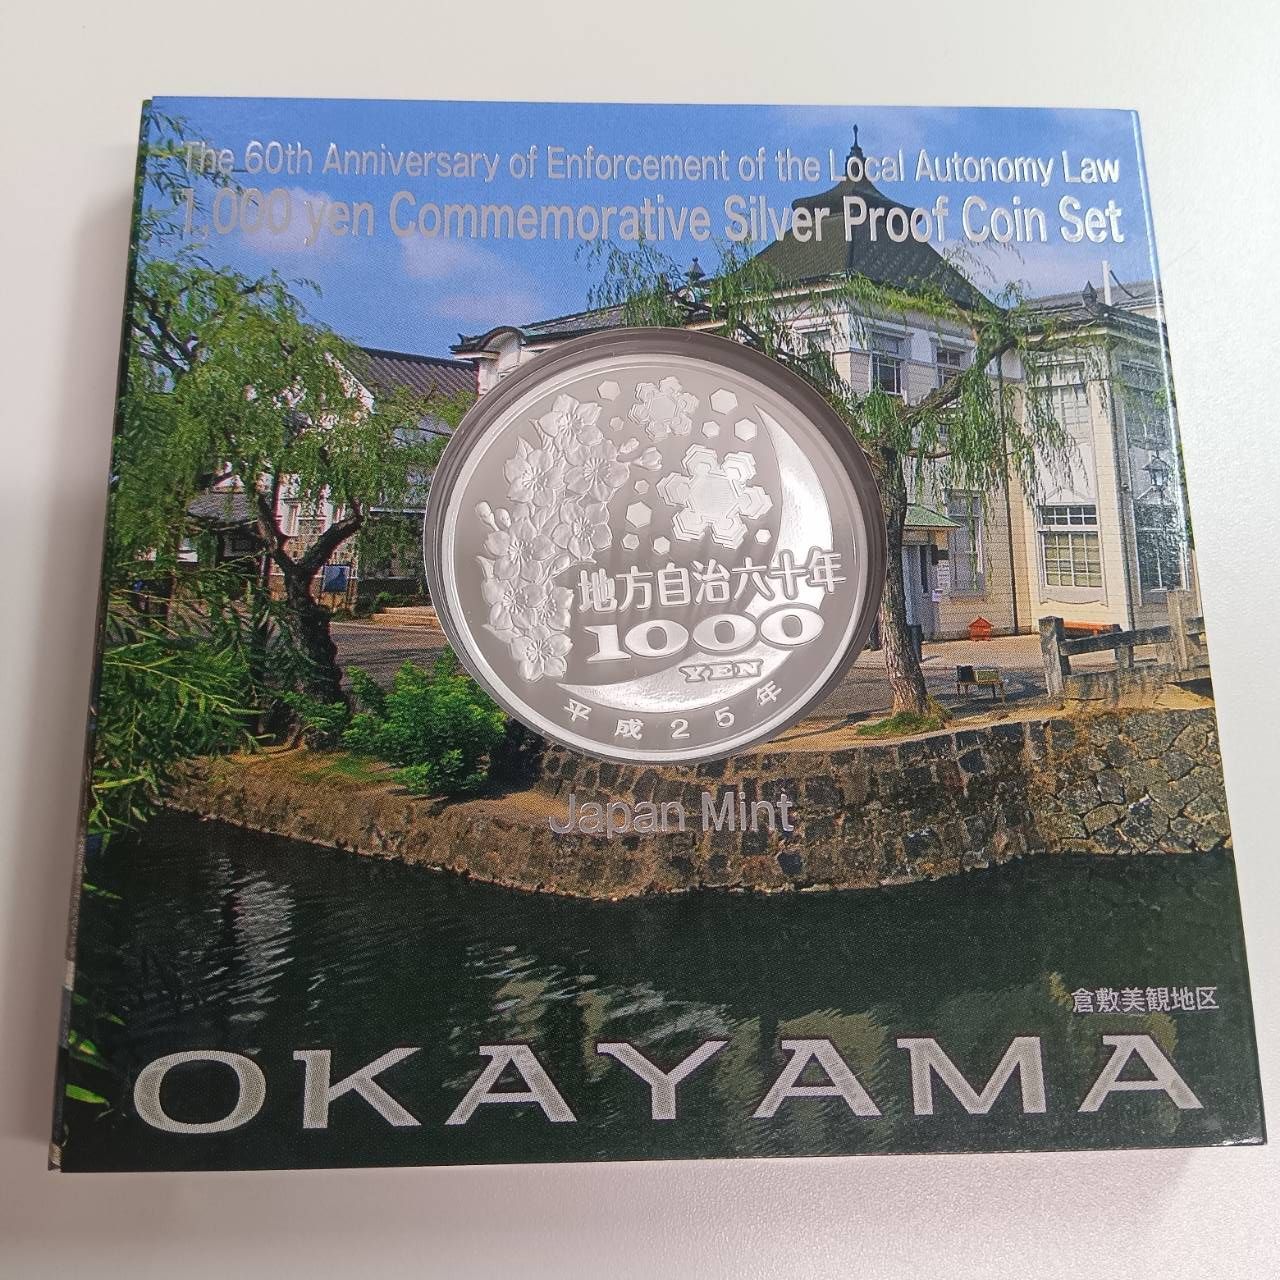 The 60th Anniversary of Enforcement of the Local Autonomy Law
1,000 yen Commemorative Silver Proof Coin Set
地方自治六十年
1000
YEN
平成25年
Japan Mint
倉敷美観地区
OKAYAMA